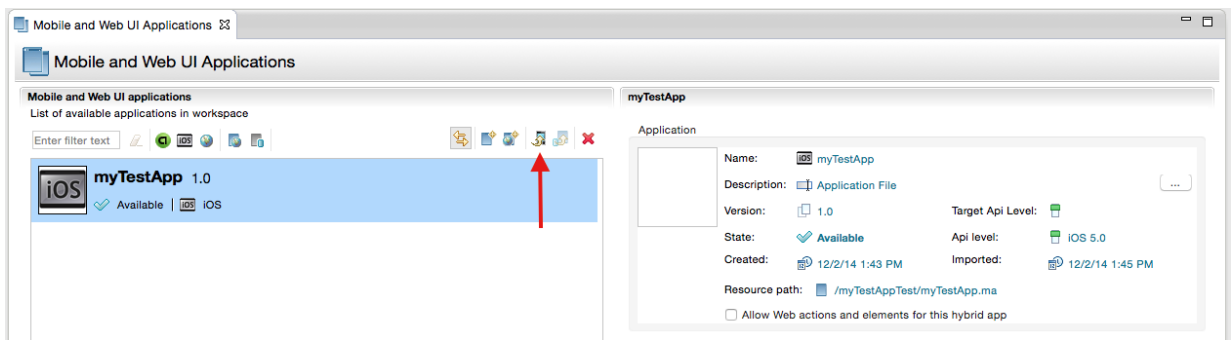 Mobile and Web UI Applications
Mobile and Web UI Applications
Mobile and Web UI applications
List of available applications in workspace
Enter filter text
iOS
iOS
myTestApp 1.0
Available | iOS iOS
myTestApp
Application
Name: iOS myTestApp
Description: Application File
...
Version: 1.0 Target Api Level:
State: Available Api level: iOS 5.0
Created: 12/2/14 1:43 PM Imported: 12/2/14 1:45 PM
Resource path: /myTestAppTest/myTestApp.ma
Allow Web actions and elements for this hybrid app